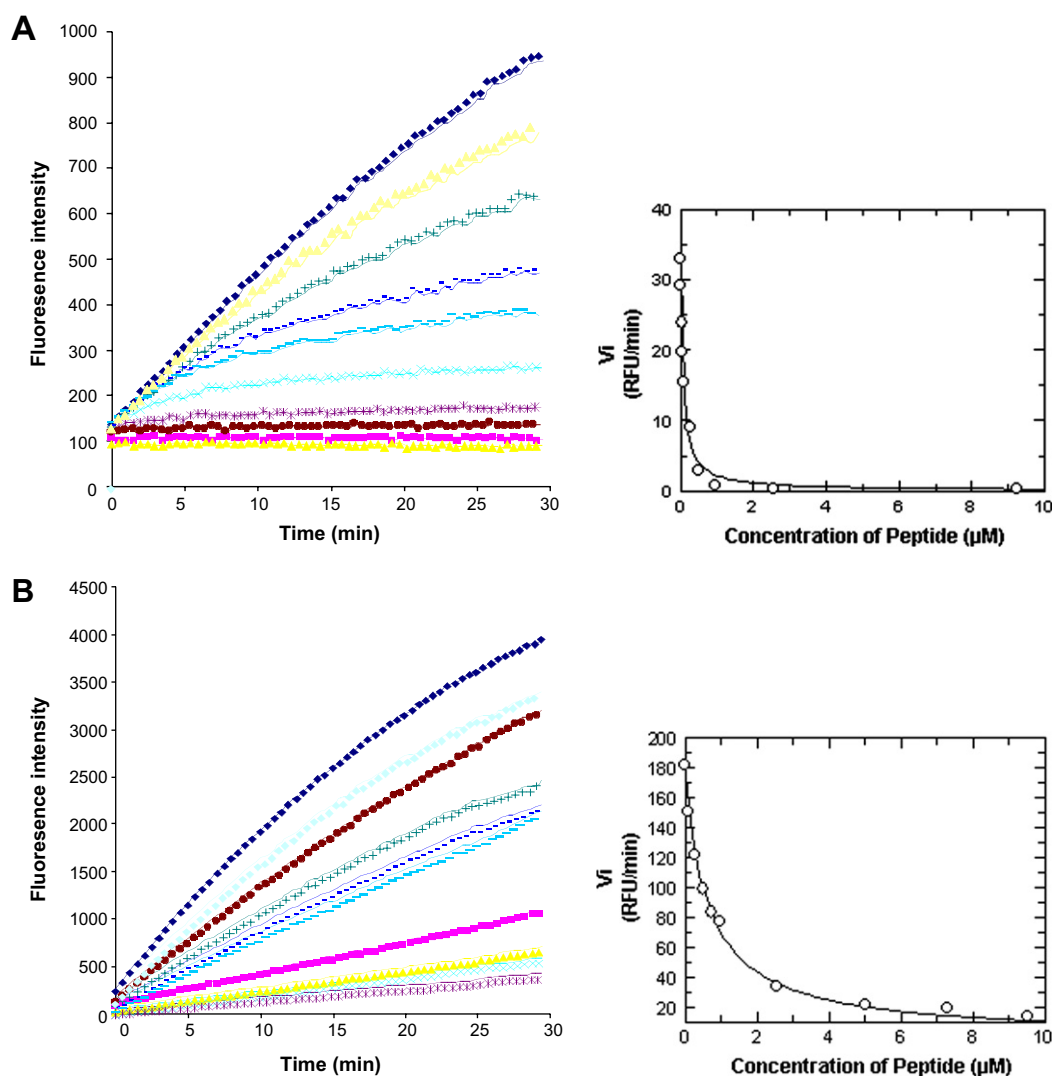 A
1000
900
800
700
600
500
400
300
200
100
0
Fluoresence intensity
0 5 10 15 20 25 30
Time (min)
40
30
20
10
0
Vi
(RFU/min)
0 2 4 6 8 10
Concentration of Peptide (µM)
B
4500
4000
3500
3000
2500
2000
1500
1000
500
0
Fluoresence intensity
0 5 10 15 20 25 30
Time (min)
200
180
160
140
120
100
80
60
40
20
Vi
(RFU/min)
0 2 4 6 8 10
Concentration of Peptide (µM)